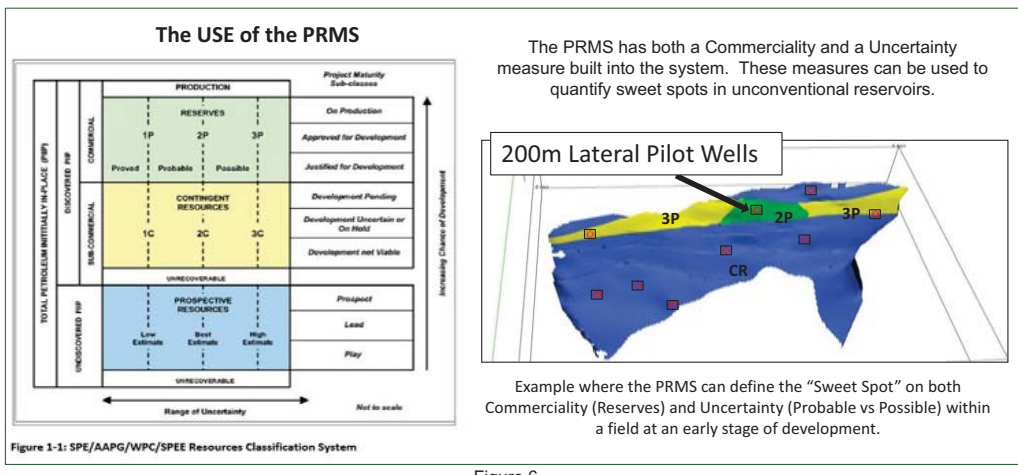 The USE of the PRMS
Project Maturity
Sub-classes
PRODUCTION
RESERVES
1P 2P 3P
Proved Probable Possible
On Production
Approved for Development
Justified for Development
CONTINGENT
RESOURCES
1C 2C 3C
Development Pending
Development Uncertain or
On Hold
Development not Viable
UNRECOVERABLE
PROSPECTIVE
RESOURCES
Low
Estimate
Best
Estimate
High
Estimate
Prospect
Lead
Play
UNRECOVERABLE
TOTAL PETROLEUM INITITIALLY IN-PLACE (PIIP)
DISCOVERED PIIP
UNDISCOVERED PIIP
COMMERCIAL
SUB-COMMERCIAL
Increasing Chance of Development
Range of Uncertainty
Not to scale
Figure 1-1: SPE/AAPG/WPC/SPEE Resources Classification System
The PRMS has both a Commerciality and a Uncertainty
measure built into the system. These measures can be used to
quantify sweet spots in unconventional reservoirs.
200m Lateral Pilot Wells
3P 2P 3P
CR
Example where the PRMS can define the “Sweet Spot” on both
Commerciality (Reserves) and Uncertainty (Probable vs Possible) within
a field at an early stage of development.